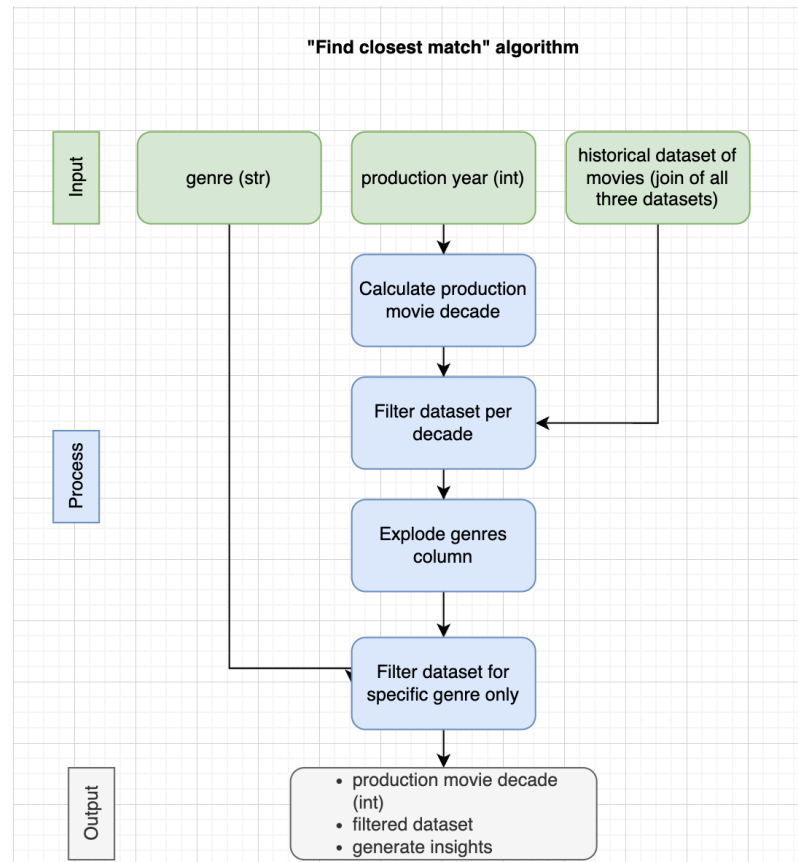 "Find closest match" algorithm
Input
genre (str)
production year (int)
historical dataset of
movies (join of all
three datasets)
Calculate production
movie decade
Filter dataset per
decade
Process
Explode genres
column
Filter dataset for
specific genre only
Output
• production movie decade
(int)
• filtered dataset
• generate insights